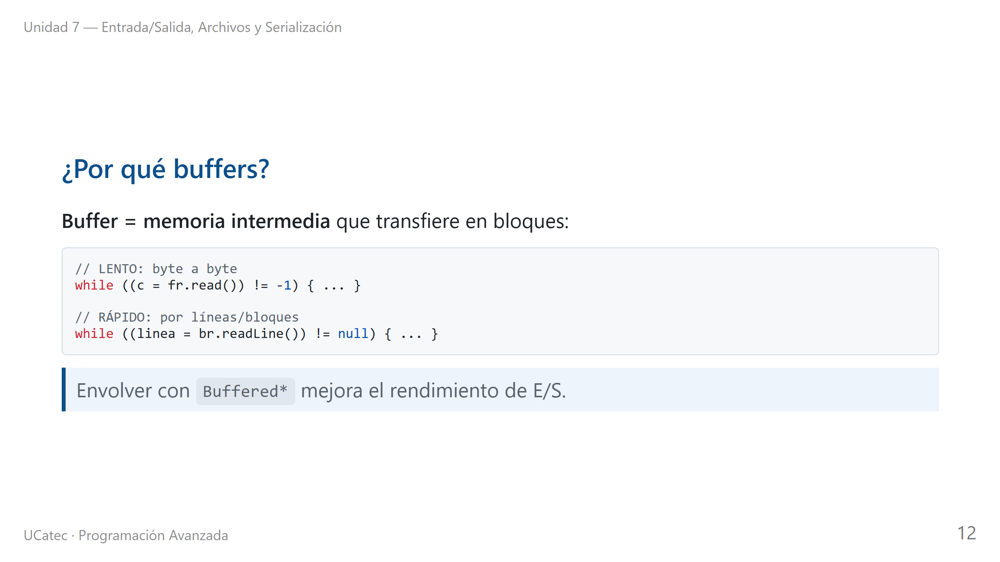 Unidad 7 — Entrada/Salida, Archivos y Serialización
¿Por qué buffers?
Buffer = memoria intermedia que transfiere en bloques:
// LENTO: byte a byte
while ((c = fr.read()) != -1) { ... }
// RÁPIDO: por líneas/bloques
while ((linea = br.readLine()) != null) { ... }
Envolver con Buffered* mejora el rendimiento de E/S.
UCatec · Programación Avanzada
12